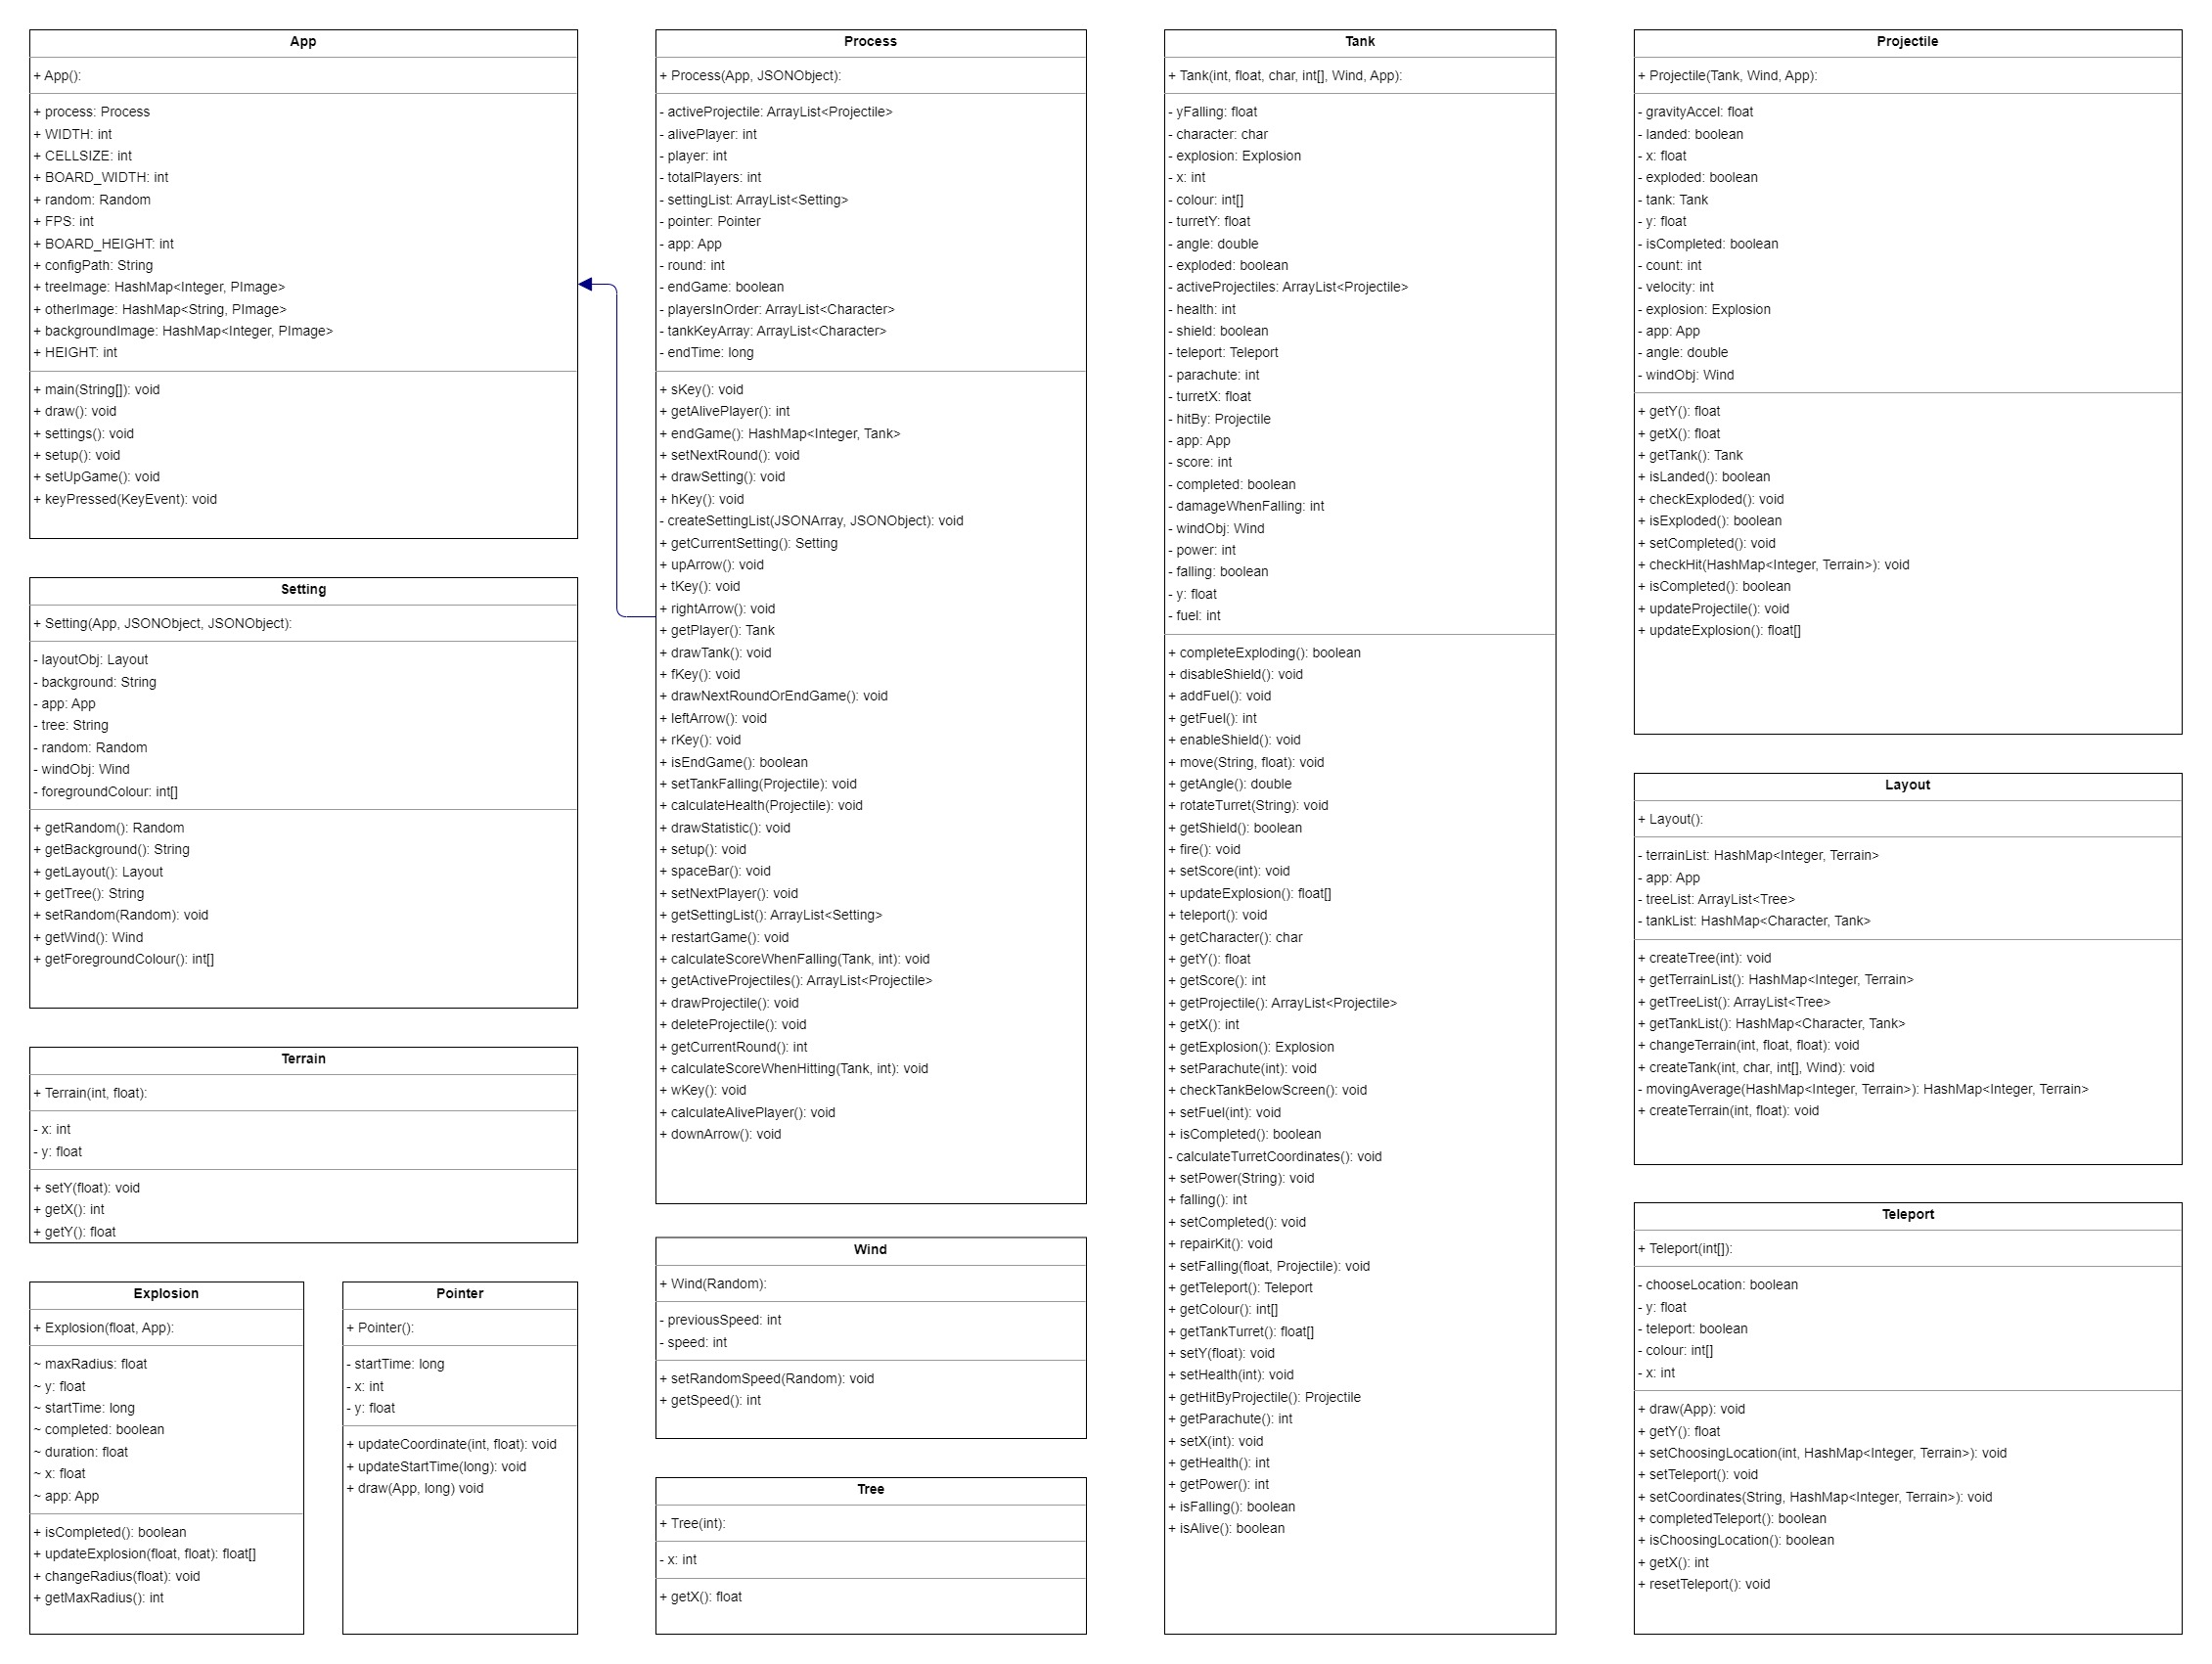 App
+ App():
+ process: Process
+ WIDTH: int
+ CELLSIZE: int
+ BOARD_WIDTH: int
+ random: Random
+ FPS: int
+ BOARD_HEIGHT: int
+ configPath: String
+ treeImage: HashMap<Integer, PImage>
+ otherImage: HashMap<String, PImage>
+ backgroundImage: HashMap<Integer, PImage>
+ HEIGHT: int
+ main(String[]): void
+ draw(): void
+ settings(): void
+ setup(): void
+ setUpGame(): void
+ keyPressed(KeyEvent): void
Setting
+ Setting(App, JSONObject, JSONObject):
- layoutObj: Layout
- background: String
- app: App
- tree: String
- random: Random
- windObj: Wind
- foregroundColour: int[]
+ getRandom(): Random
+ getBackground(): String
+ getLayout(): Layout
+ getTree(): String
+ setRandom(Random): void
+ getWind(): Wind
+ getForegroundColour(): int[]
Terrain
+ Terrain(int, float):
- x: int
- y: float
+ setY(float): void
+ getX(): int
+ getY(): float
Explosion
+ Explosion(float, App):
~ maxRadius: float
~ y: float
~ startTime: long
~ completed: boolean
~ duration: float
~ x: float
~ app: App
+ isCompleted(): boolean
+ updateExplosion(float, float): float[]
+ changeRadius(float): void
+ getMaxRadius(): int
Pointer
+ Pointer():
- startTime: long
- x: int
- y: float
+ updateCoordinate(int, float): void
+ updateStartTime(long): void
+ draw(App, long) void
Process
+ Process(App, JSONObject):
- activeProjectile: ArrayList<Projectile>
- alivePlayer: int
- player: int
- totalPlayers: int
- settingList: ArrayList<Setting>
- pointer: Pointer
- app: App
- round: int
- endGame: boolean
- playersInOrder: ArrayList<Character>
- tankKeyArray: ArrayList<Character>
- endTime: long
+ sKey(): void
+ getAlivePlayer(): int
+ endGame(): HashMap<Integer, Tank>
+ setNextRound(): void
+ drawSetting(): void
+ hKey(): void
- createSettingList(JSONArray, JSONObject): void
+ getCurrentSetting(): Setting
+ upArrow(): void
+ tKey(): void
+ rightArrow(): void
+ getPlayer(): Tank
+ drawTank(): void
+ fKey(): void
+ drawNextRoundOrEndGame(): void
+ leftArrow(): void
+ rKey(): void
+ isEndGame(): boolean
+ setTankFalling(Projectile): void
+ calculateHealth(Projectile): void
+ drawStatistic(): void
+ setup(): void
+ spaceBar(): void
+ setNextPlayer(): void
+ getSettingList(): ArrayList<Setting>
+ restartGame(): void
+ calculateScoreWhenFalling(Tank, int): void
+ getActiveProjectiles(): ArrayList<Projectile>
+ drawProjectile(): void
+ deleteProjectile(): void
+ getCurrentRound(): int
+ calculateScoreWhenHitting(Tank, int): void
+ wKey(): void
+ calculateAlivePlayer(): void
+ downArrow(): void
Wind
+ Wind(Random):
- previousSpeed: int
- speed: int
+ setRandomSpeed(Random): void
+ getSpeed(): int
Tree
+ Tree(int):
- x: int
+ getX(): float
Tank
+ Tank(int, float, char, int[], Wind, App):
- yFalling: float
- character: char
- explosion: Explosion
- x: int
- colour: int[]
- turretY: float
- angle: double
- exploded: boolean
- activeProjectiles: ArrayList<Projectile>
- health: int
- shield: boolean
- teleport: Teleport
- parachute: int
- turretX: float
- hitBy: Projectile
- app: App
- score: int
- completed: boolean
- damageWhenFalling: int
- windObj: Wind
- power: int
- falling: boolean
- y: float
- fuel: int
+ completeExploding(): boolean
+ disableShield(): void
+ addFuel(): void
+ getFuel(): int
+ enableShield(): void
+ move(String, float): void
+ getAngle(): double
+ rotateTurret(String): void
+ getShield(): boolean
+ fire(): void
+ setScore(int): void
+ updateExplosion(): float[]
+ teleport(): void
+ getCharacter(): char
+ getY(): float
+ getScore(): int
+ getProjectile(): ArrayList<Projectile>
+ getX(): int
+ getExplosion(): Explosion
+ setParachute(int): void
+ checkTankBelowScreen(): void
+ setFuel(int): void
+ isCompleted(): boolean
- calculateTurretCoordinates(): void
+ setPower(String): void
+ falling(): int
+ setCompleted(): void
+ repairKit(): void
+ setFalling(float, Projectile): void
+ getTeleport(): Teleport
+ getColour(): int[]
+ getTankTurret(): float[]
+ setY(float): void
+ setHealth(int): void
+ getHitByProjectile(): Projectile
+ getParachute(): int
+ setX(int): void
+ getHealth(): int
+ getPower(): int
+ isFalling(): boolean
+ isAlive(): boolean
Projectile
+ Projectile(Tank, Wind, App):
- gravityAccel: float
- landed: boolean
- x: float
- exploded: boolean
- tank: Tank
- y: float
- isCompleted: boolean
- count: int
- velocity: int
- explosion: Explosion
- app: App
- angle: double
- windObj: Wind
+ getY(): float
+ getX(): float
+ getTank(): Tank
+ isLanded(): boolean
+ checkExploded(): void
+ isExploded(): boolean
+ setCompleted(): void
+ checkHit(HashMap<Integer, Terrain>): void
+ isCompleted(): boolean
+ updateProjectile(): void
+ updateExplosion(): float[]
Layout
+ Layout():
- terrainList: HashMap<Integer, Terrain>
- app: App
- treeList: ArrayList<Tree>
- tankList: HashMap<Character, Tank>
+ createTree(int): void
+ getTerrainList(): HashMap<Integer, Terrain>
+ getTreeList(): ArrayList<Tree>
+ getTankList(): HashMap<Character, Tank>
+ changeTerrain(int, float, float): void
+ createTank(int, char, int[], Wind): void
- movingAverage(HashMap<Integer, Terrain>): HashMap<Integer, Terrain>
+ createTerrain(int, float): void
Teleport
+ Teleport(int[]):
- chooseLocation: boolean
- y: float
- teleport: boolean
- colour: int[]
- x: int
+ draw(App): void
+ getY(): float
+ setChoosingLocation(int, HashMap<Integer, Terrain>): void
+ setTeleport(): void
+ setCoordinates(String, HashMap<Integer, Terrain>): void
+ completedTeleport(): boolean
+ isChoosingLocation(): boolean
+ getX(): int
+ resetTeleport(): void